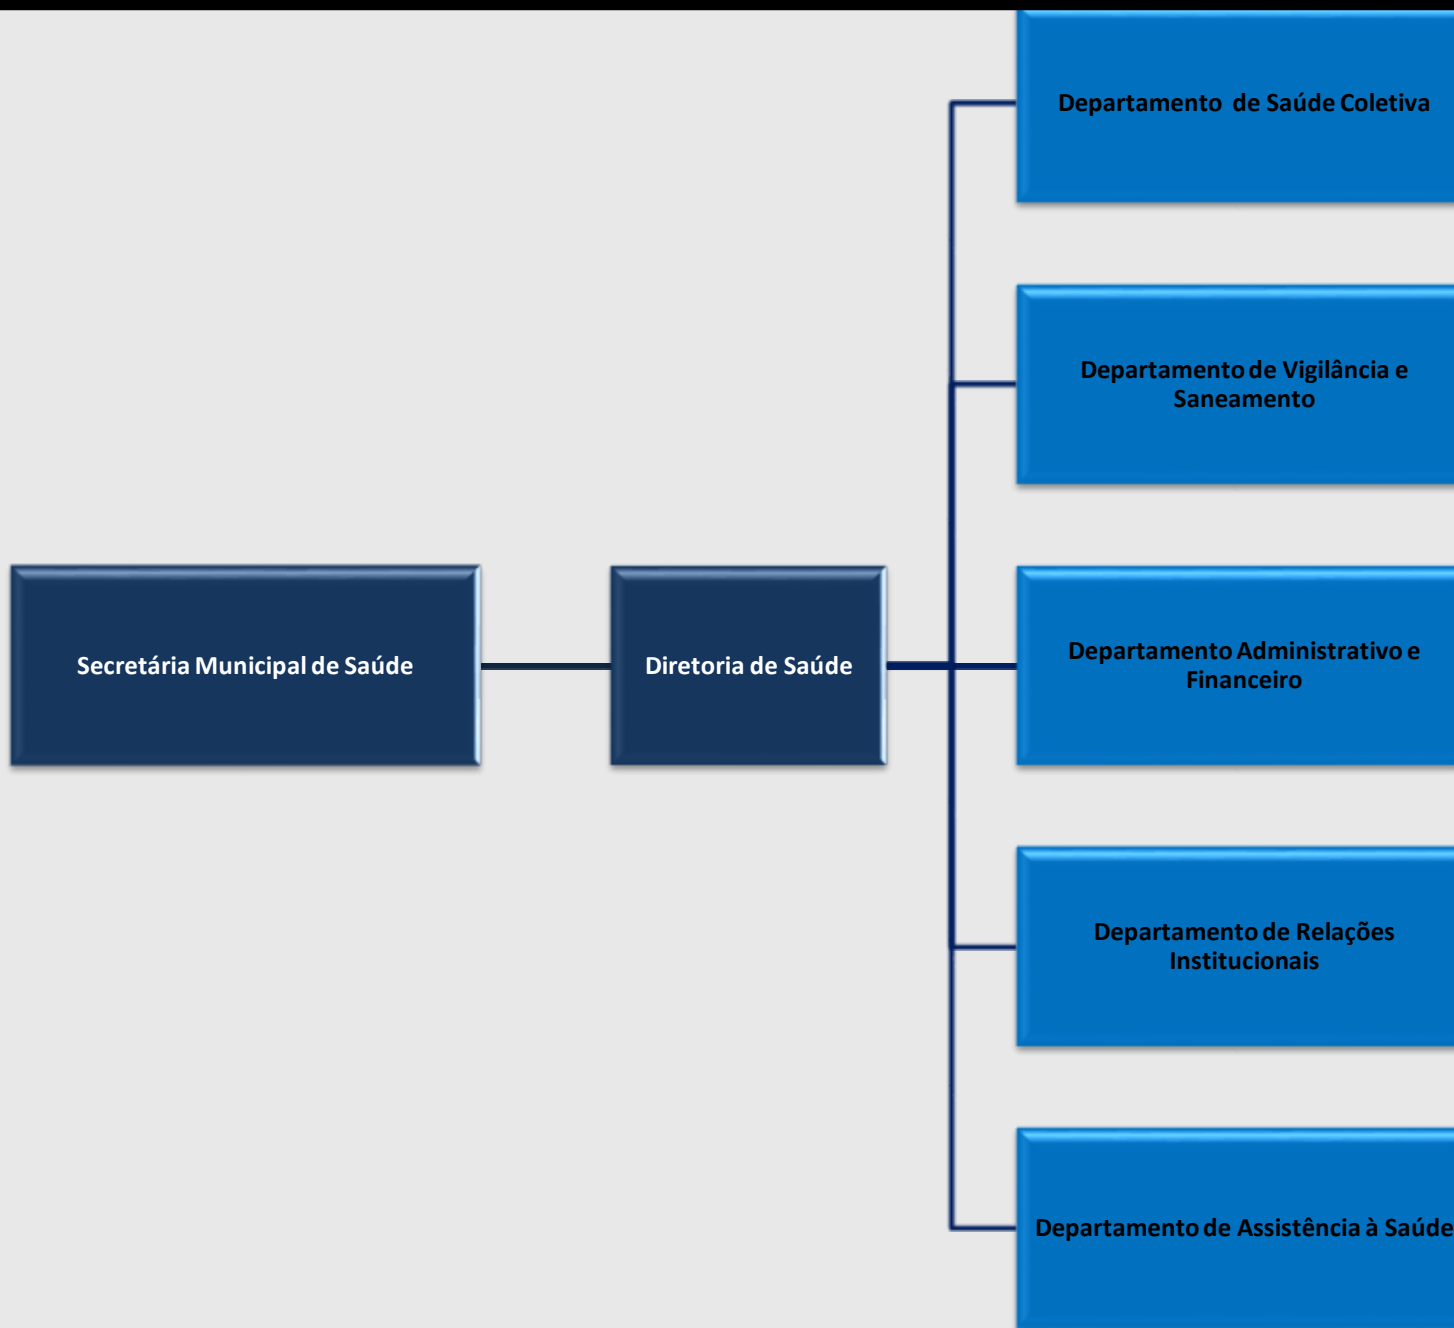 Departamento de Saúde Coletiva
Departamento de Vigilância e
Saneamento
Secretária Municipal de Saúde
Diretoria de Saúde
Departamento Administrativo e
Financeiro
Departamento de Relações
Institucionais
Departamento de Assistência à Saúde